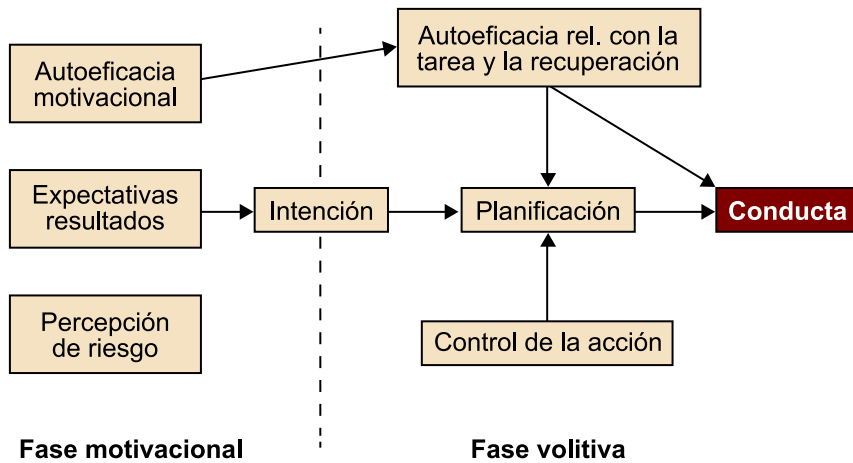 Autoeficacia
motivacional
Autoeficacia rel. con la
tarea y la recuperación
Expectativas
resultados
Intención
Planificación
Conducta
Percepción
de riesgo
Control de la acción
Fase motivacional
Fase volitiva